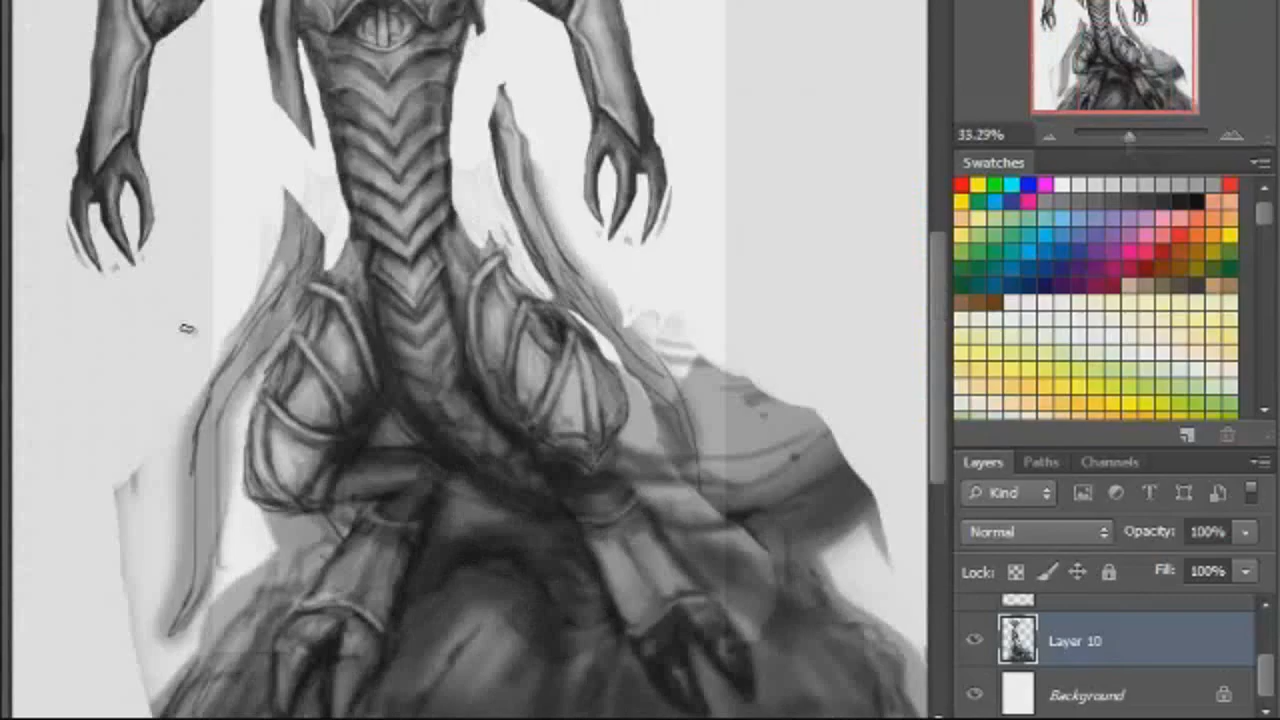 33.29%
Swatches
Layers Paths Channels
Kind
Normal Opacity: 100%
Lock: Fill: 100%
Layer 10
Background